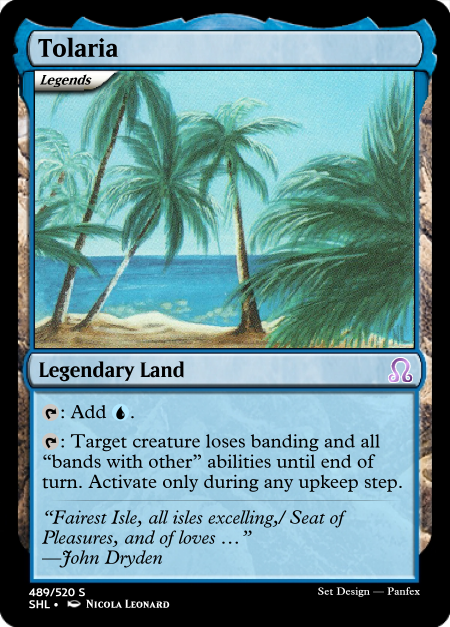 Tolaria
Legends
Legendary Land
: Add .
: Target creature loses banding and all
“bands with other” abilities until end of
turn. Activate only during any upkeep step.
“Fairest Isle, all isles excelling,/ Seat of
Pleasures, and of loves …”
—John Dryden
489/520 S
Set Design — Panfex
SHL • Nicola Leonard